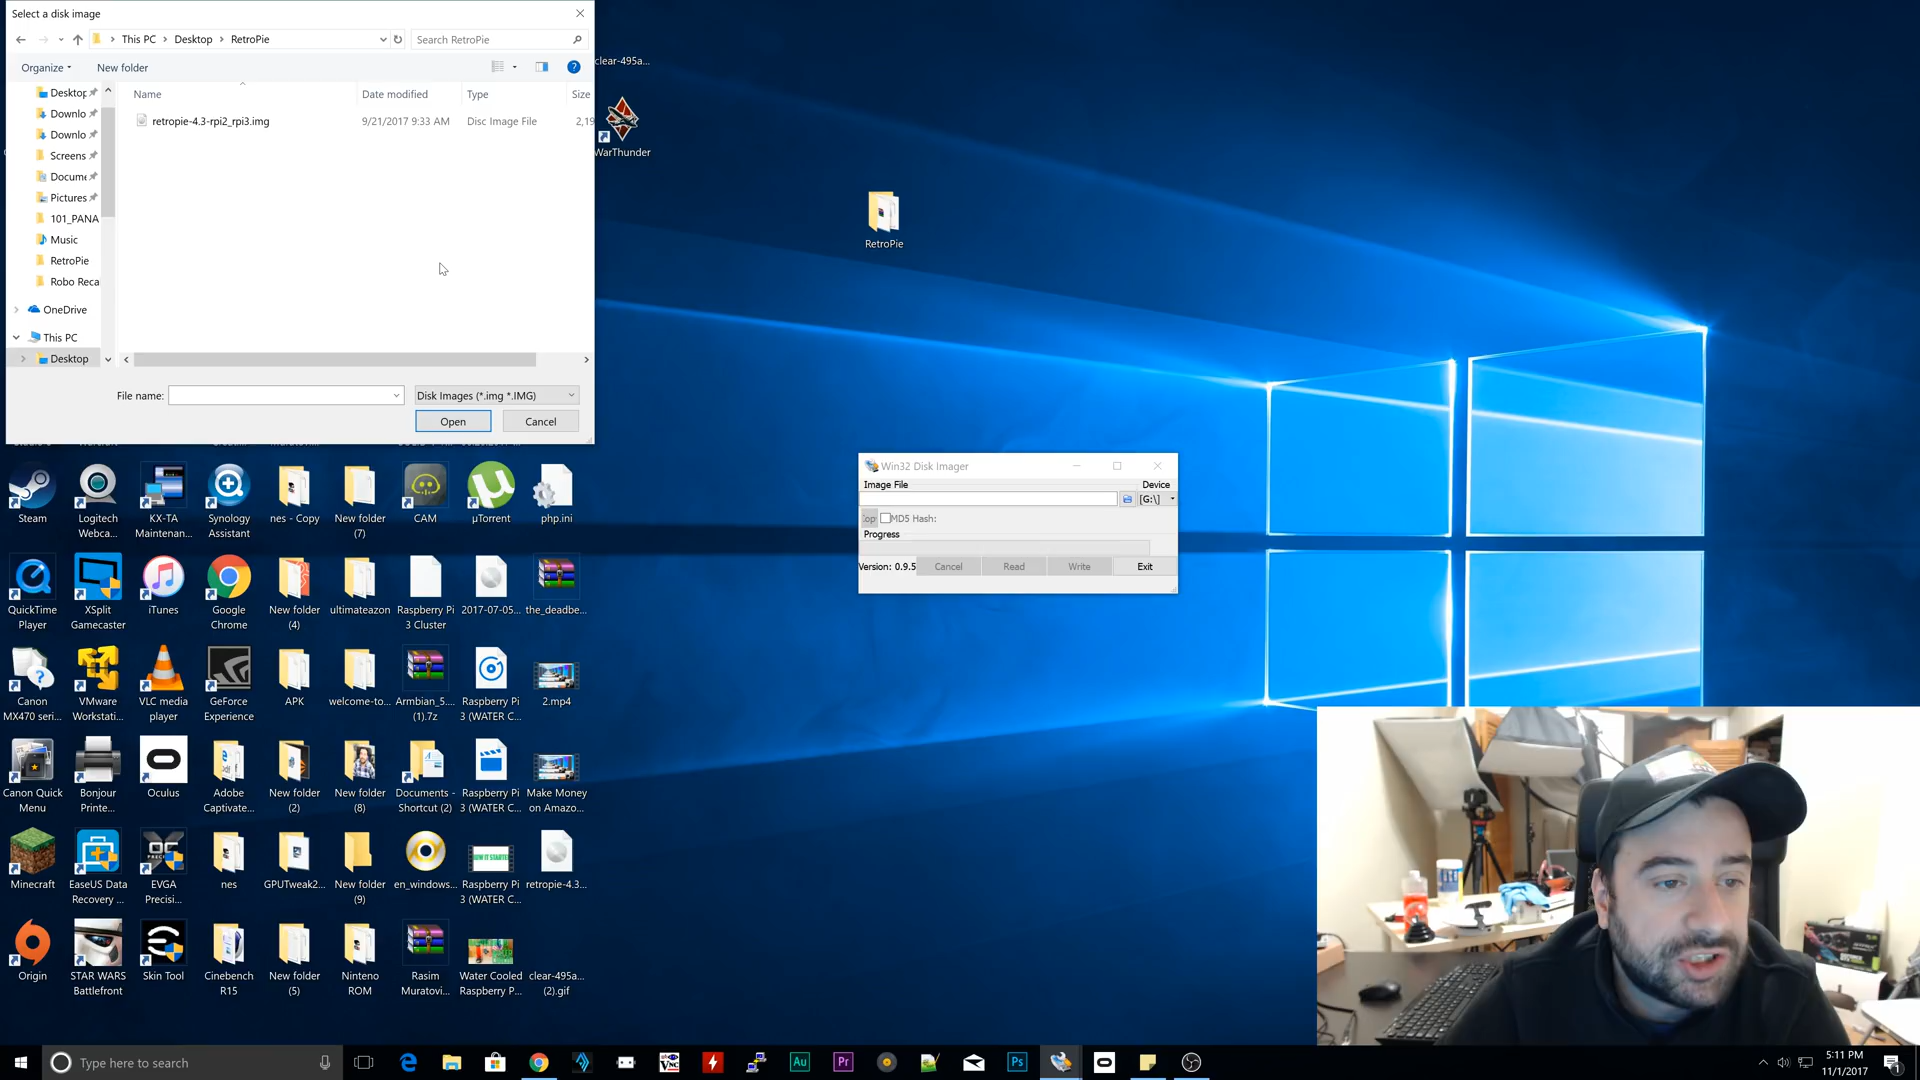 Select a disk image
This PC > Desktop > RetroPie
Search RetroPie
Organize
New folder
Name
Date modified
Type
Size
retropie-4.3-rpi2_rpi3.img
9/21/2017 9:33 AM
Disc Image File
2,19
Desktop
Downlo
Downlo
Screens
Docume
Pictures
101_PANA
Music
RetroPie
Robo Reca
OneDrive
This PC
Desktop
File name:
Disk Images (*.img *.IMG)
Open
Cancel
clear-495a...
WarThunder
RetroPie
Win32 Disk Imager
Image File
Device
[G:\]
MD5 Hash:
Progress
Version: 0.9.5
Cancel
Read
Write
Exit
Steam
Logitech
Webca...
KX-TA
Maintenan...
Synology
Assistant
nes - Copy
New folder
(7)
CAM
µTorrent
php.ini
QuickTime
Player
XSplit
Gamecaster
iTunes
Google
Chrome
New folder
(4)
ultimateazon
Raspberry Pi
3 Cluster
2017-07-05...
the_deadbe...
Canon
MX470 seri...
VMware
Workstati...
VLC media
player
GeForce
Experience
APK
welcome-to...
Armbian_5....
(1).7z
Raspberry Pi
3 (WATER C...
2.mp4
Canon Quick
Menu
Bonjour
Printe...
Oculus
Adobe
Captivate...
New folder
(2)
New folder
(8)
Documents -
Shortcut (2)
Raspberry Pi
3 (WATER C...
Make Money
on Amazo...
Minecraft
EaseUS Data
Recovery ...
EVGA
Precisi...
nes
GPUTweak2...
New folder
(9)
en_windows...
Raspberry Pi
3 (WATER C...
retropie-4.3...
Origin
STAR WARS
Battlefront
Skin Tool
Cinebench
R15
New folder
(5)
Ninteno
ROM
Rasim
Muratovi...
Water Cooled
Raspberry P...
clear-495a...
(2).gif
Type here to search
5:11 PM
11/1/2017